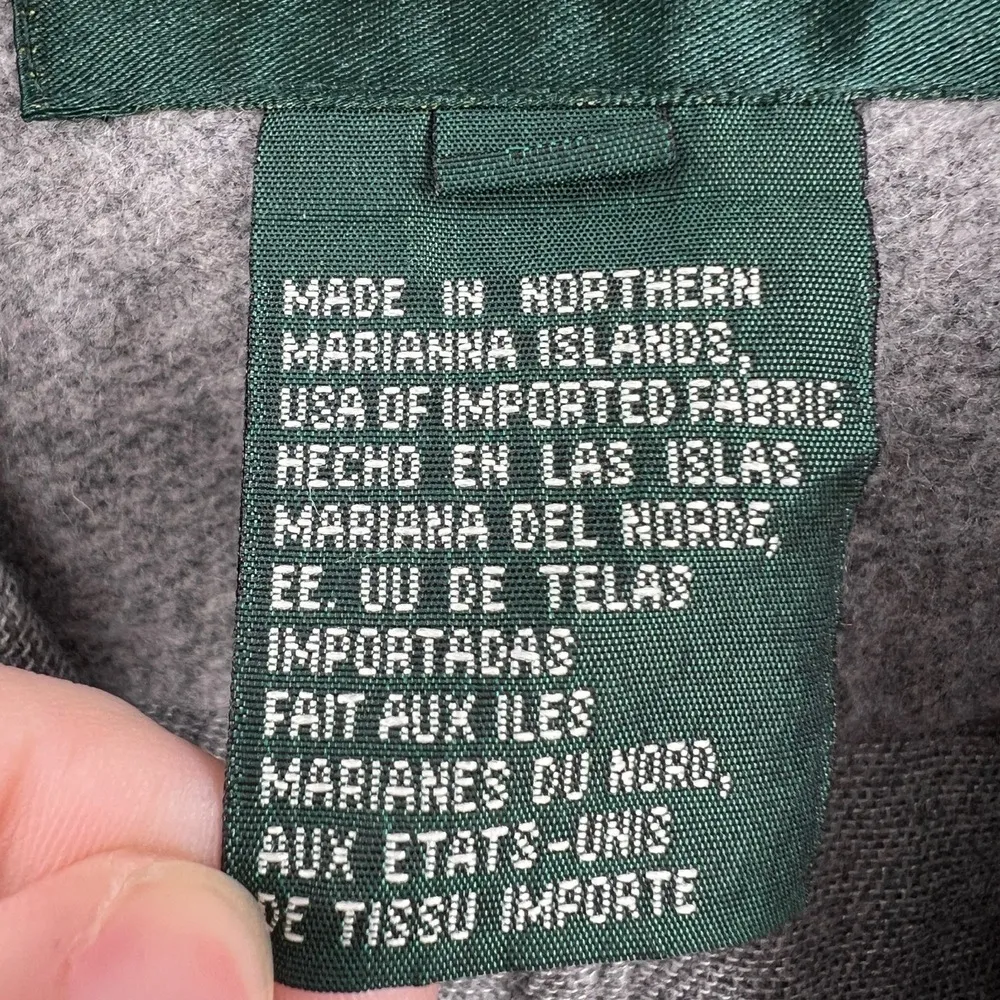 MADE IN NORTHERN
MARIANNA ISLANDS,
USA OF IMPORTED FABRIC
HECHO EN LAS ISLAS
MARIANA DEL NORDE,
EE. UU DE TELAS
IMPORTADAS
FAIT AUX ILES
MARIANES DU NORD,
AUX ETATS-UNIS
DE TISSU IMPORTE